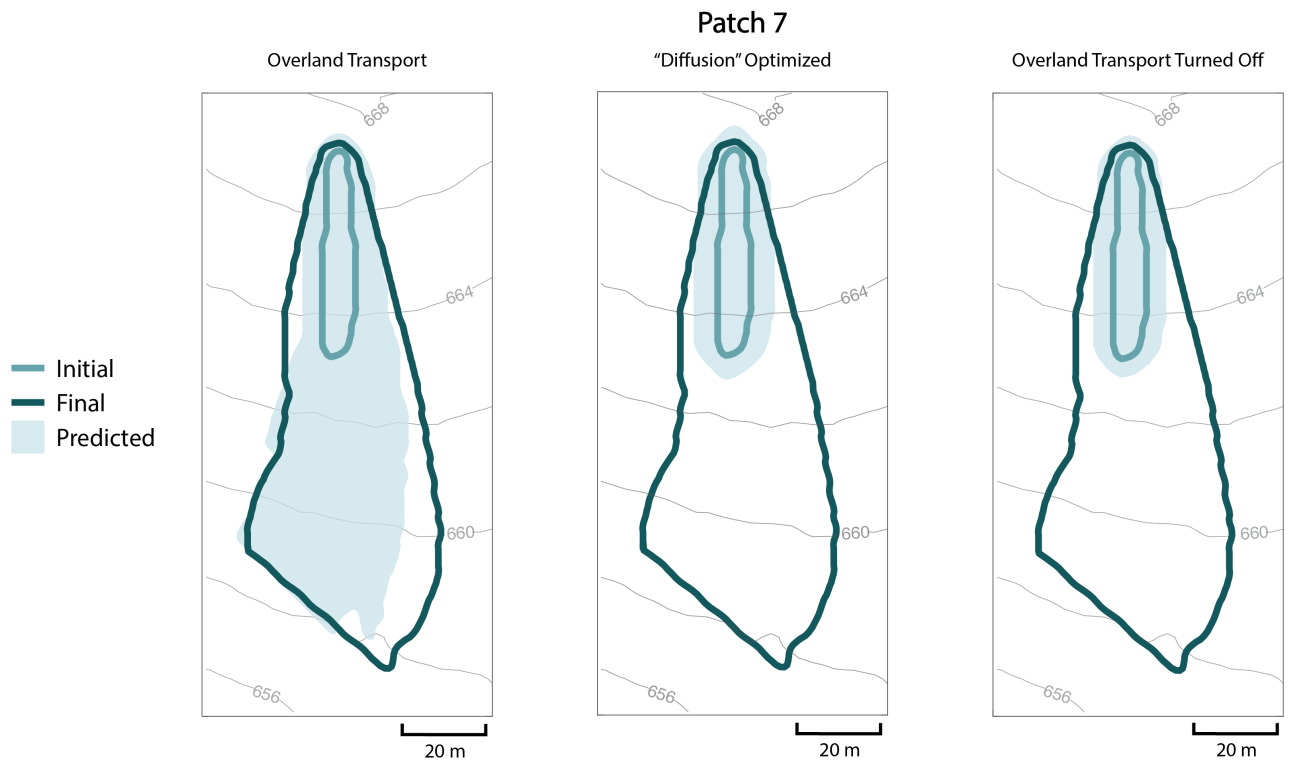 Patch 7
Overland Transport
“Diffusion” Optimized
Overland Transport Turned Off
668
668
668
664
664
664
Initial
Final
Predicted
660
660
660
656
656
656
20 m
20 m
20 m